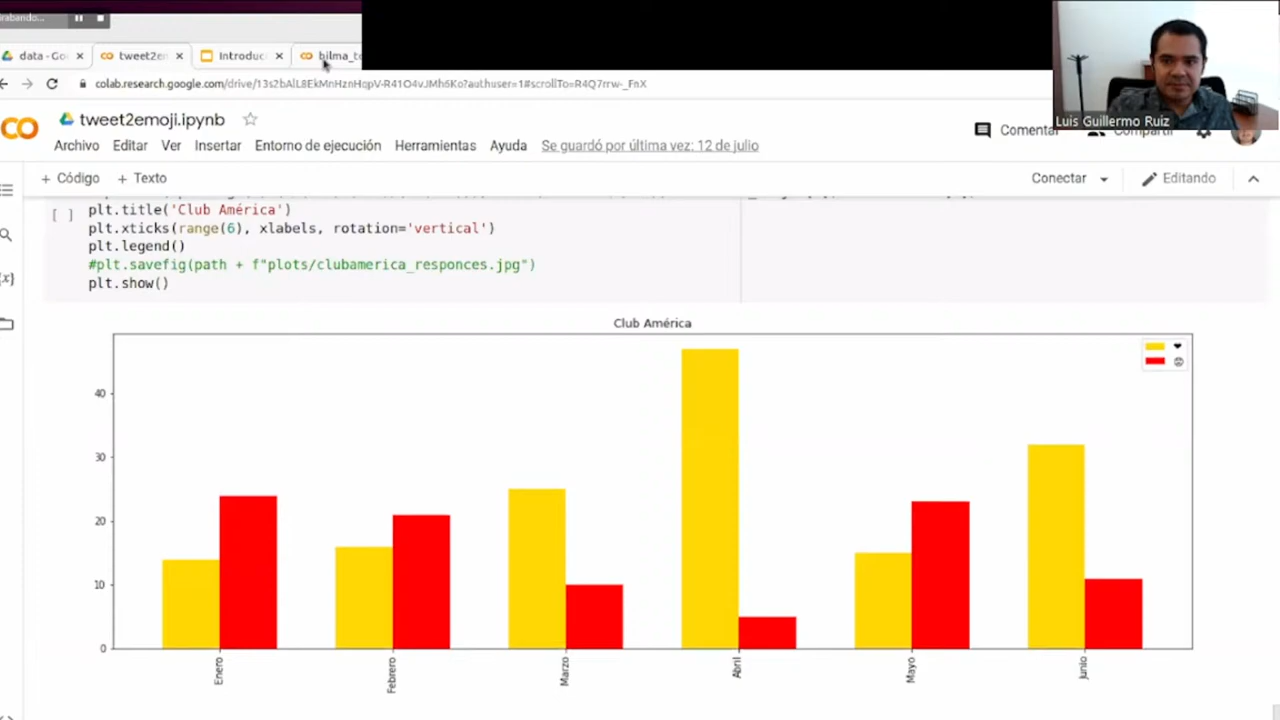 data - Go
tweet2e
Introduc
bilma_te
colab.research.google.com/drive/13s2bAlL8EkMnHznHqpV-R41O4vJMh6Ko?authuser=1#scrollTo=R4Q7rrw-_FnX
Luis Guillermo Ruiz
tweet2emoji.ipynb
Comentar
Compartir
Archivo Editar Ver Insertar Entorno de ejecución Herramientas Ayuda Se guardó por última vez: 12 de julio
+ Código + Texto
Conectar
Editando
[ ] plt.title('Club América')
plt.xticks(range(6), xlabels, rotation='vertical')
plt.legend()
#plt.savefig(path + f"plots/clubamerica_responces.jpg")
plt.show()
Club América
40
30
20
10
0
Enero
Febrero
Marzo
Abril
Mayo
Junio